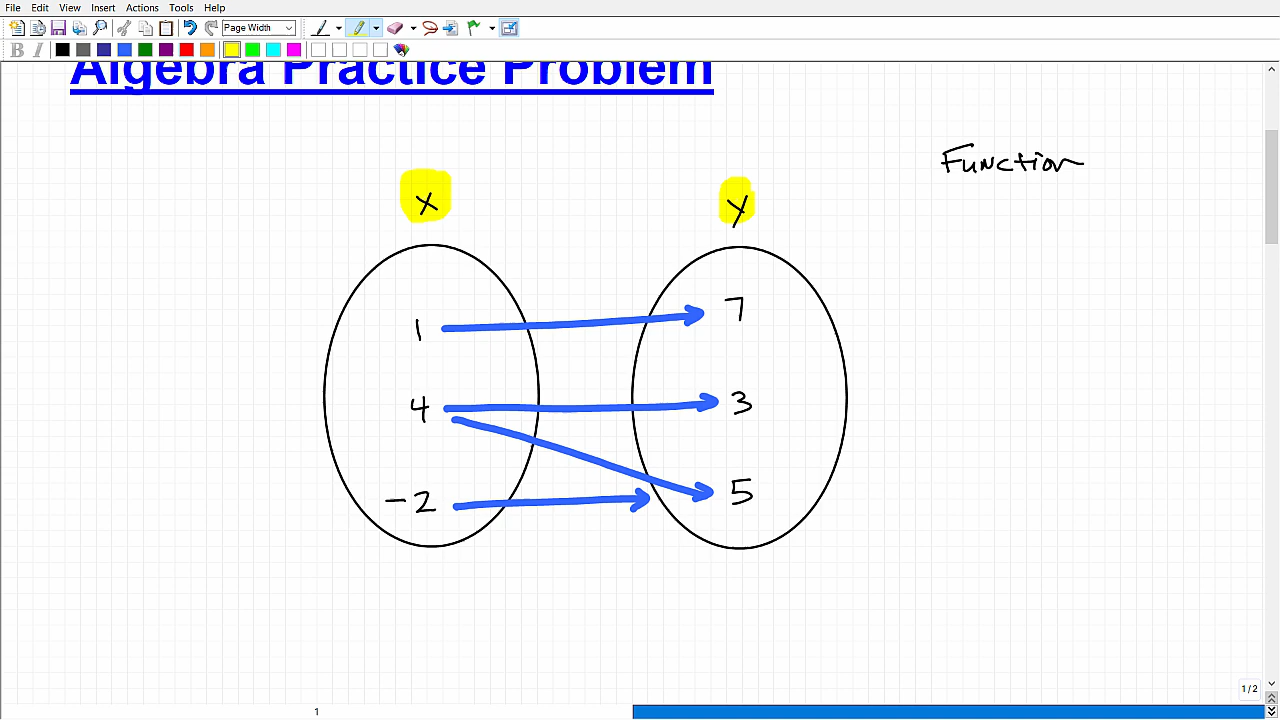 File Edit View Insert Actions Tools Help
Page Width
B I
Algebra Practice Problem
Function
x y
1 7
4 3
-2 5
1/2
1